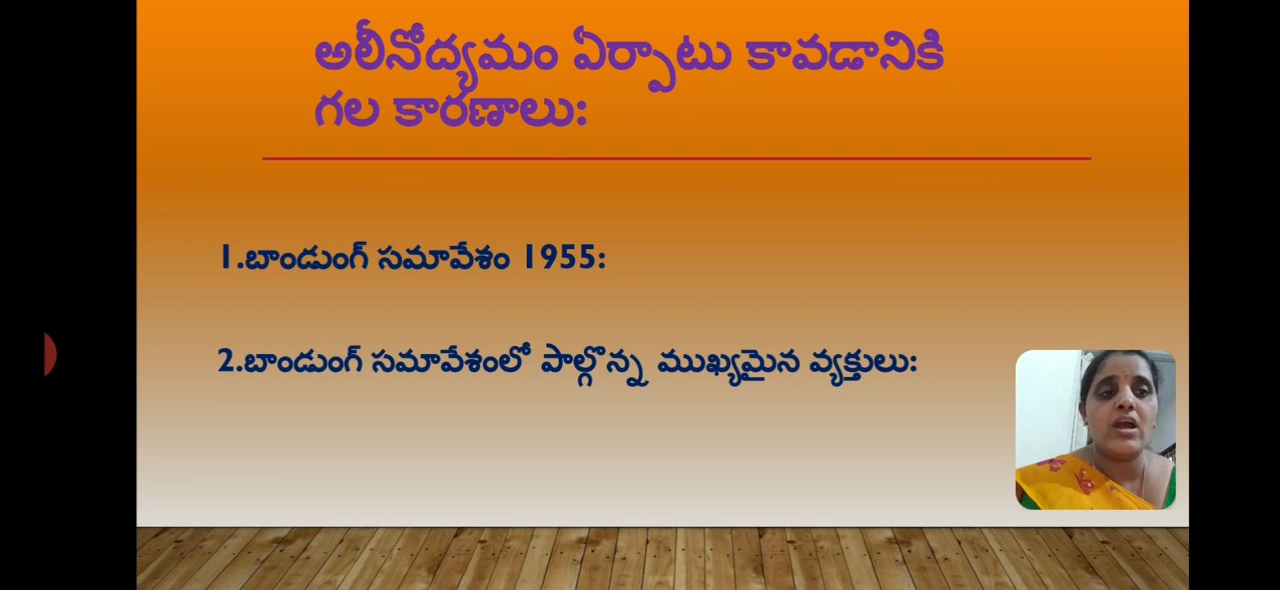 అలీనోద్యమం ఏర్పాటు కావడానికి
గల కారణాలు:
1.బాండుంగ్ సమావేశం 1955:
2.బాండుంగ్ సమావేశంలో పాల్గొన్న ముఖ్యమైన వ్యక్తులు: